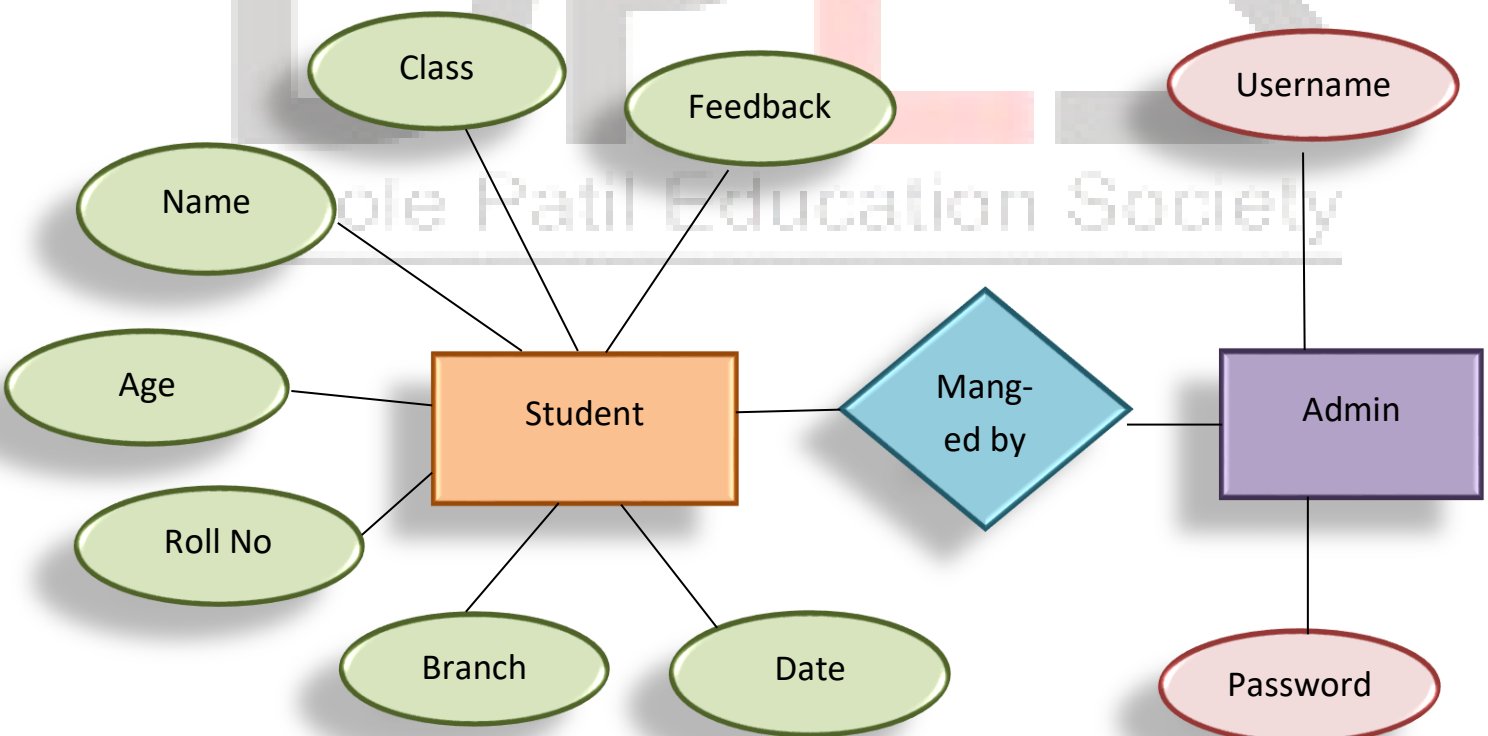 Class
Feedback
Username
Name
ole Patil Education Society
Age
Student
Mang-
ed by
Admin
Roll No
Branch
Date
Password